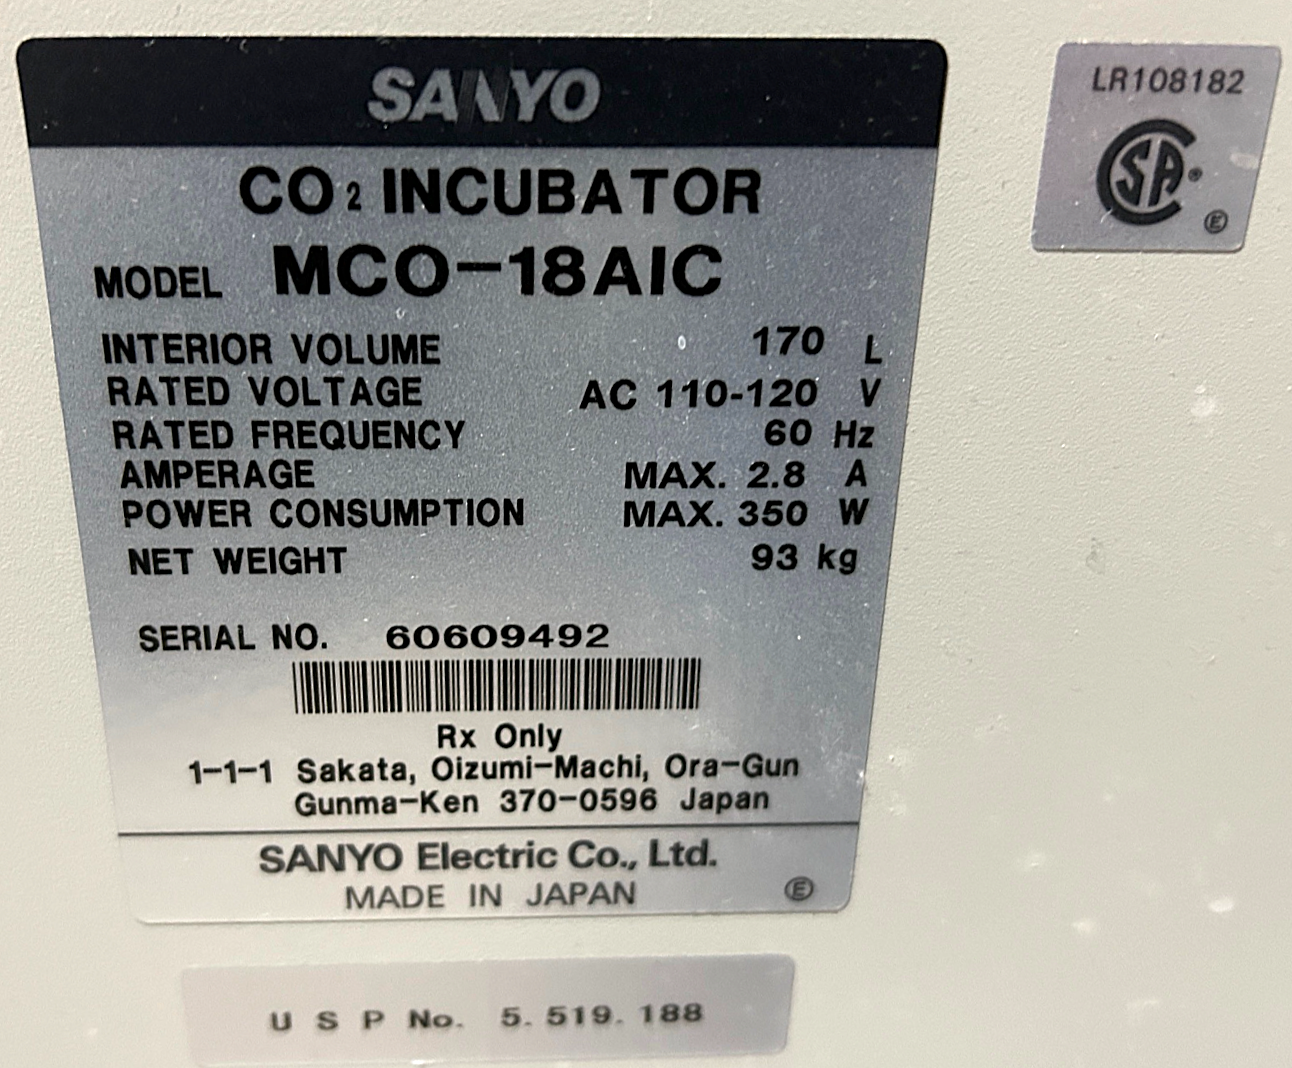 SANYO
CO2 INCUBATOR
MODEL MCO-18AIC
INTERIOR VOLUME 170 L
RATED VOLTAGE AC 110-120 V
RATED FREQUENCY 60 Hz
AMPERAGE MAX. 2.8 A
POWER CONSUMPTION MAX. 350 W
NET WEIGHT 93 kg
SERIAL NO. 60609492
Rx Only
1-1-1 Sakata, Oizumi-Machi, Ora-Gun
Gunma-Ken 370-0596 Japan
SANYO Electric Co., Ltd.
MADE IN JAPAN Ⓔ
LR108182
SA®
Ⓔ
U S P No. 5. 519. 188